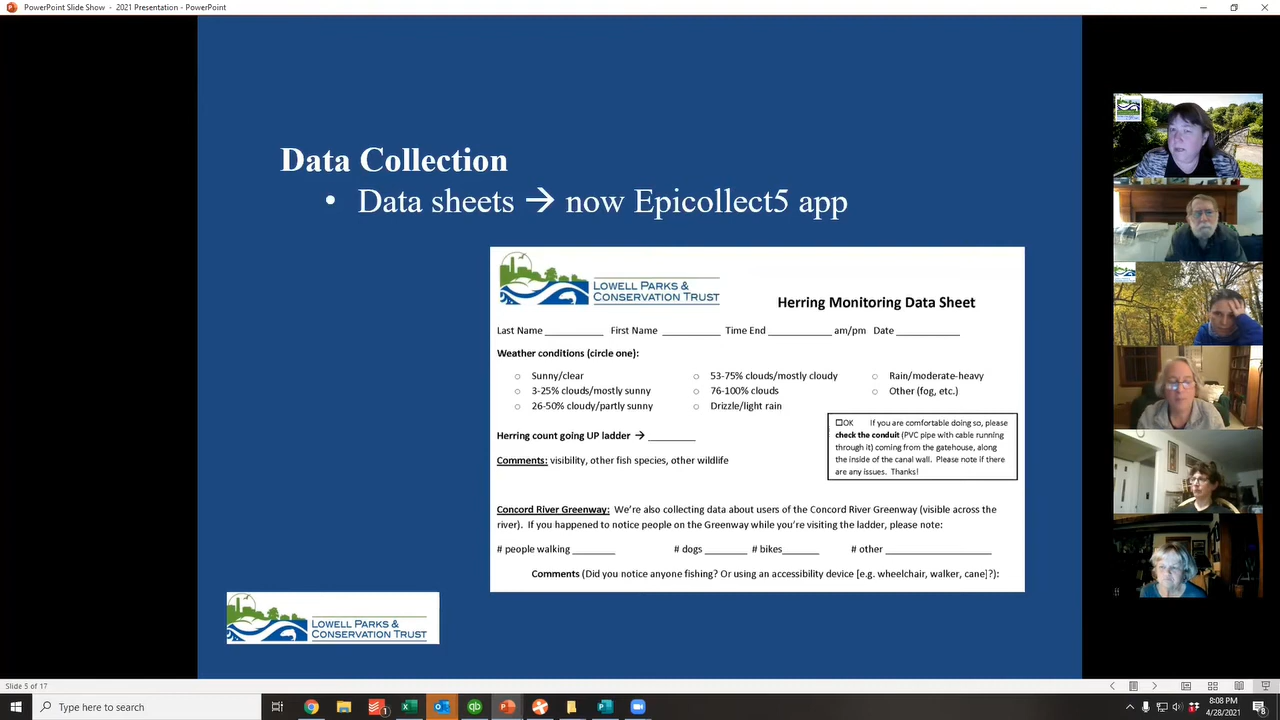 PowerPoint Slide Show - 2021 Presentation - PowerPoint
Data Collection
• Data sheets → now Epicollect5 app
LOWELL PARKS &
CONSERVATION TRUST
Herring Monitoring Data Sheet
Last Name __________ First Name __________ Time End ___________ am/pm Date ___________
Weather conditions (circle one):
○ Sunny/clear ○ 53-75% clouds/mostly cloudy ○ Rain/moderate-heavy
○ 3-25% clouds/mostly sunny ○ 76-100% clouds ○ Other (fog, etc.)
○ 26-50% cloudy/partly sunny ○ Drizzle/light rain
☐OK If you are comfortable doing so, please
check the conduit (PVC pipe with cable running
through it) coming from the gatehouse, along
the inside of the canal wall. Please note if there
are any issues. Thanks!
Herring count going UP ladder → ________
Comments: visibility, other fish species, other wildlife
Concord River Greenway: We're also collecting data about users of the Concord River Greenway (visible across the
river). If you happened to notice people on the Greenway while you're visiting the ladder, please note:
# people walking _______ # dogs _______ # bikes______ # other __________________
Comments (Did you notice anyone fishing? Or using an accessibility device [e.g. wheelchair, walker, cane]?):
LOWELL PARKS &
CONSERVATION TRUST
Slide 5 of 17
Type here to search
8:08 PM
4/28/2021